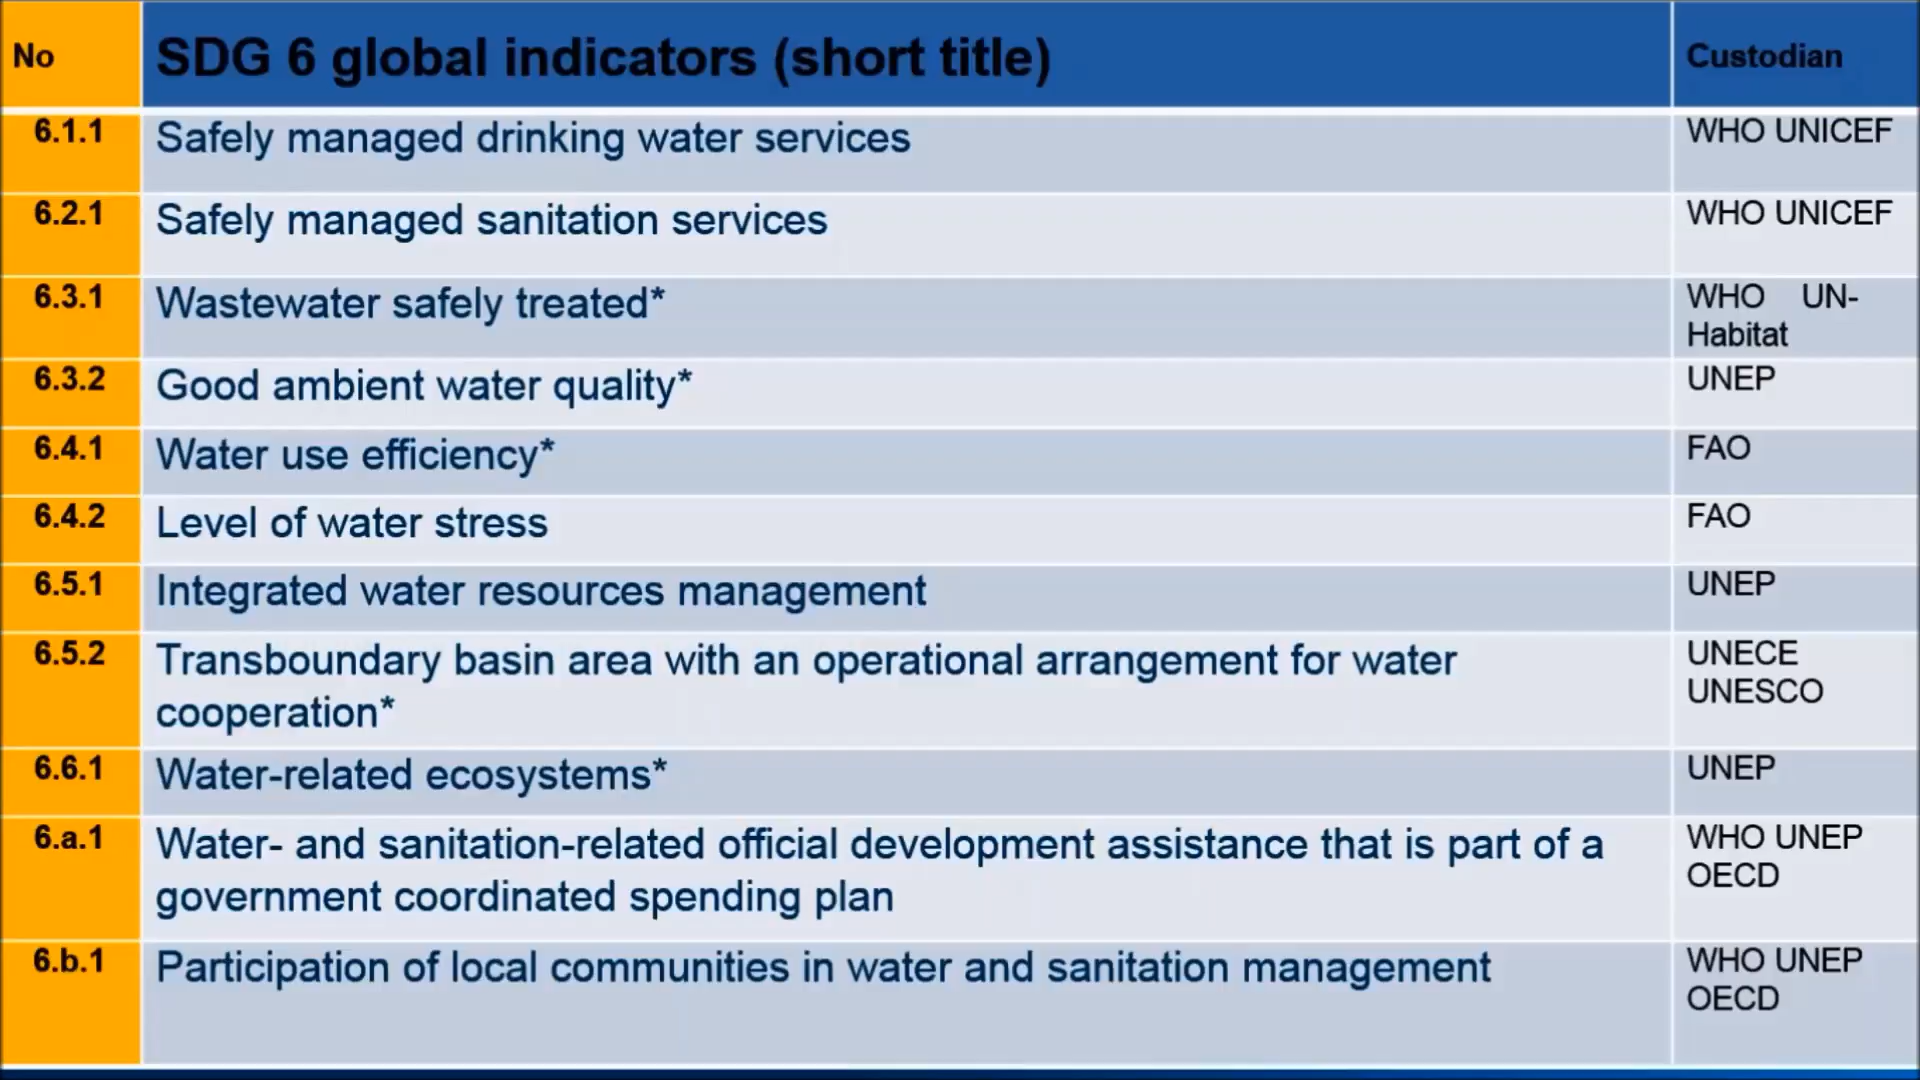 No SDG 6 global indicators (short title) Custodian
6.1.1 Safely managed drinking water services WHO UNICEF
6.2.1 Safely managed sanitation services WHO UNICEF
6.3.1 Wastewater safely treated* WHO UN-
Habitat
6.3.2 Good ambient water quality* UNEP
6.4.1 Water use efficiency* FAO
6.4.2 Level of water stress FAO
6.5.1 Integrated water resources management UNEP
6.5.2 Transboundary basin area with an operational arrangement for water UNECE
cooperation* UNESCO
6.6.1 Water-related ecosystems* UNEP
6.a.1 Water- and sanitation-related official development assistance that is part of a WHO UNEP
government coordinated spending plan OECD
6.b.1 Participation of local communities in water and sanitation management WHO UNEP
OECD